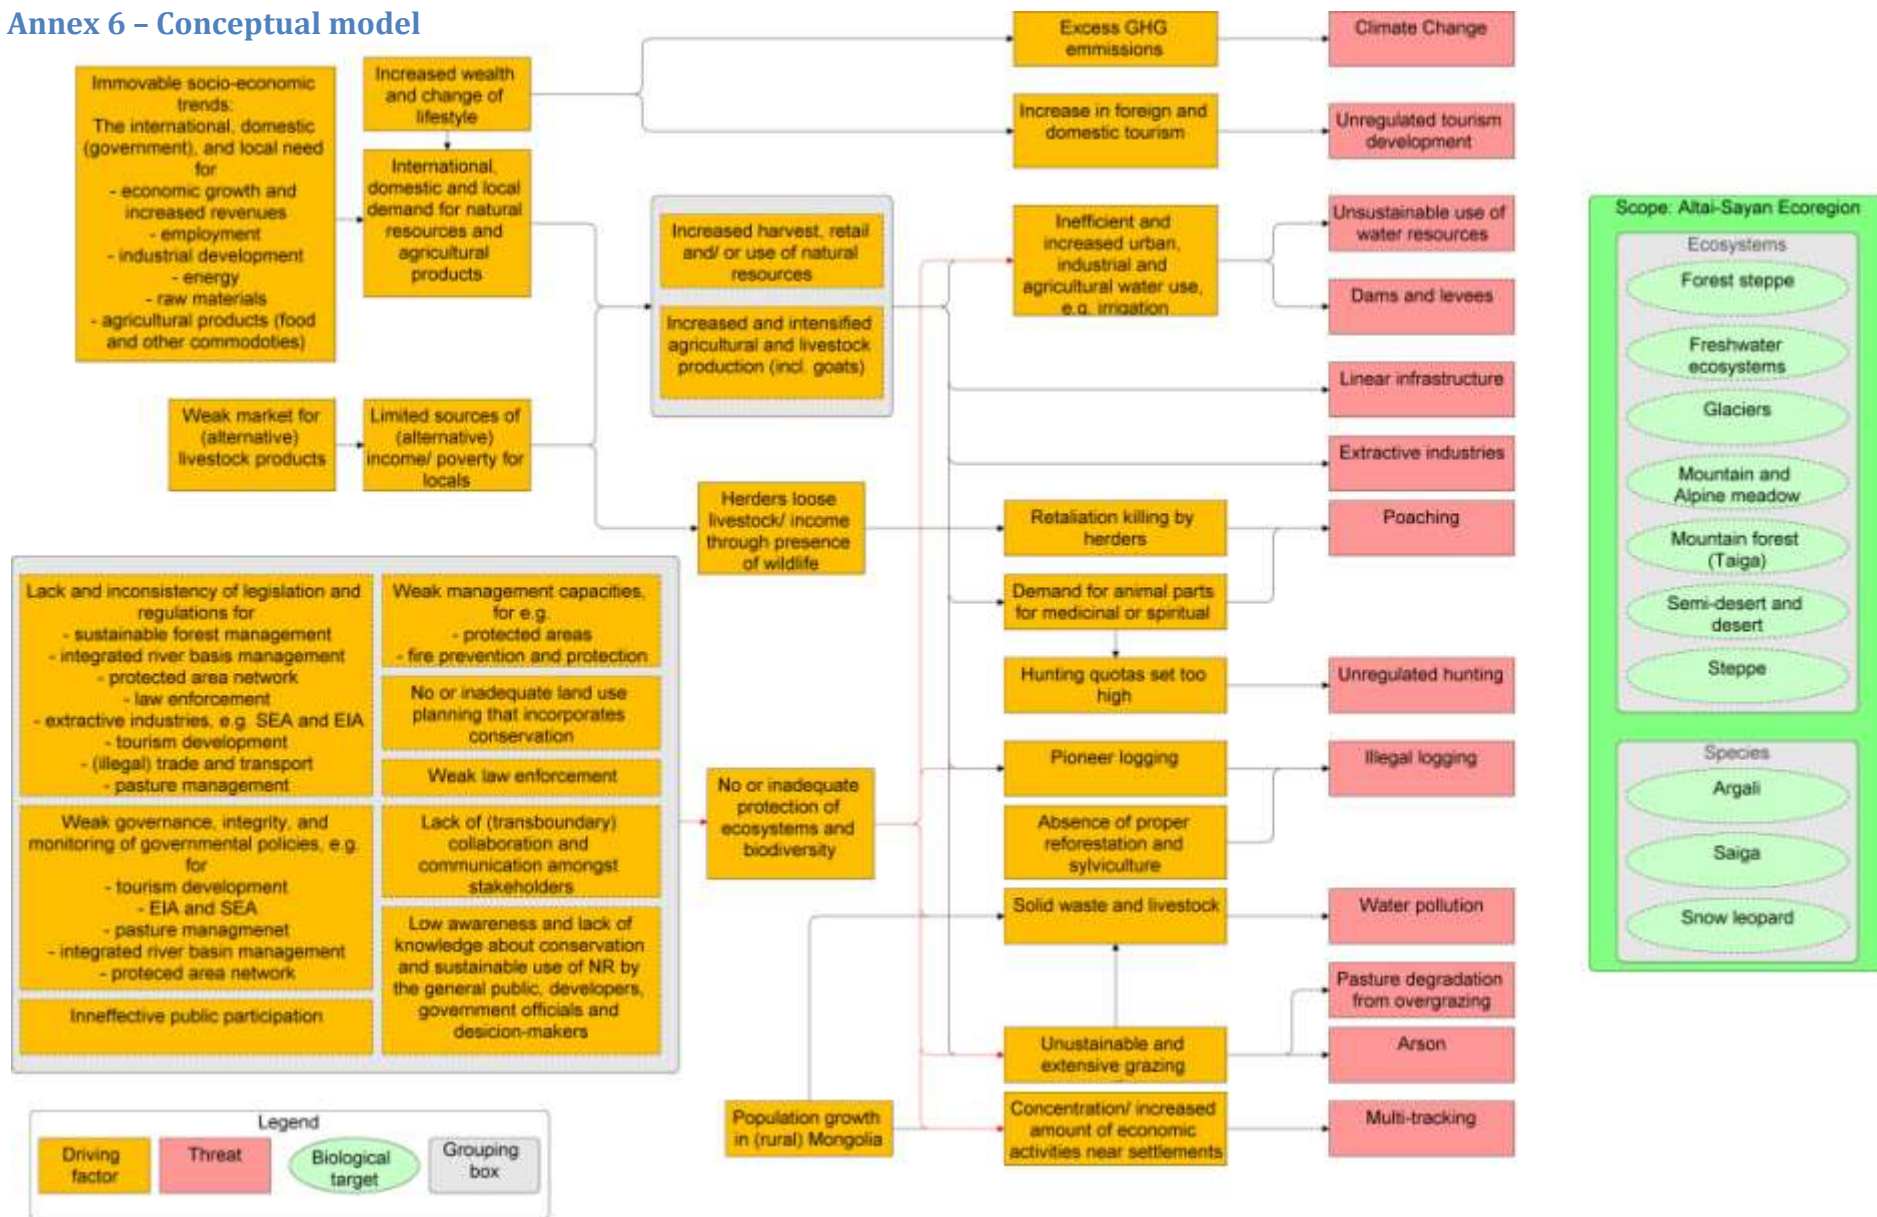 Annex 6 – Conceptual model
Immovable socio-economic
trends:
The international, domestic
(government), and local need
for
- economic growth and
increased revenues
- employment
- industrial development
- energy
- raw materials
- agricultural products (food
and other commodoties)
Increased wealth
and change of
lifestyle
International,
domestic and local
demand for natural
resources and
agricultural
products
Weak market for
(alternative)
livestock products
Limited sources of
(alternative)
income/ poverty for
locals
Increased harvest, retail
and/ or use of natural
resources
Increased and intensified
agricultural and livestock
production (incl. goats)
Herders loose
livestock/ income
through presence
of wildlife
Lack and inconsistency of legislation and
regulations for
- sustainable forest management
- integrated river basis management
- protected area network
- law enforcement
- extractive industries, e.g. SEA and EIA
- tourism development
- (illegal) trade and transport
- pasture management
Weak governance, integrity, and
monitoring of governmental policies, e.g.
for
- tourism development
- EIA and SEA
- pasture managmenet
- integrated river basin management
- proteced area network
Inneffective public participation
Weak management capacities,
for e.g.
- protected areas
- fire prevention and protection
No or inadequate land use
planning that incorporates
conservation
Weak law enforcement
Lack of (transboundary)
collaboration and
communication amongst
stakeholders
Low awareness and lack of
knowledge about conservation
and sustainable use of NR by
the general public, developers,
government officials and
desicion-makers
No or inadequate
protection of
ecosystems and
biodiversity
Population growth
in (rural) Mongolia
Excess GHG
emmissions
Increase in foreign and
domestic tourism
Inefficient and
increased urban,
industrial and
agricultural water use,
e.g. irrigation
Retaliation killing by
herders
Demand for animal parts
for medicinal or spiritual
Hunting quotas set too
high
Pioneer logging
Absence of proper
reforestation and
sylviculture
Solid waste and livestock
Unustainable and
extensive grazing
Concentration/ increased
amount of economic
activities near settlements
Climate Change
Unregulated tourism
development
Unsustainable use of
water resources
Dams and levees
Linear infrastructure
Extractive industries
Poaching
Unregulated hunting
Illegal logging
Water pollution
Pasture degradation
from overgrazing
Arson
Multi-tracking
Scope: Altai-Sayan Ecoregion
Ecosystems
Forest steppe
Freshwater
ecosystems
Glaciers
Mountain and
Alpine meadow
Mountain forest
(Taiga)
Semi-desert and
desert
Steppe
Species
Argali
Saiga
Snow leopard
Legend
Driving
factor
Threat
Biological
target
Grouping
box